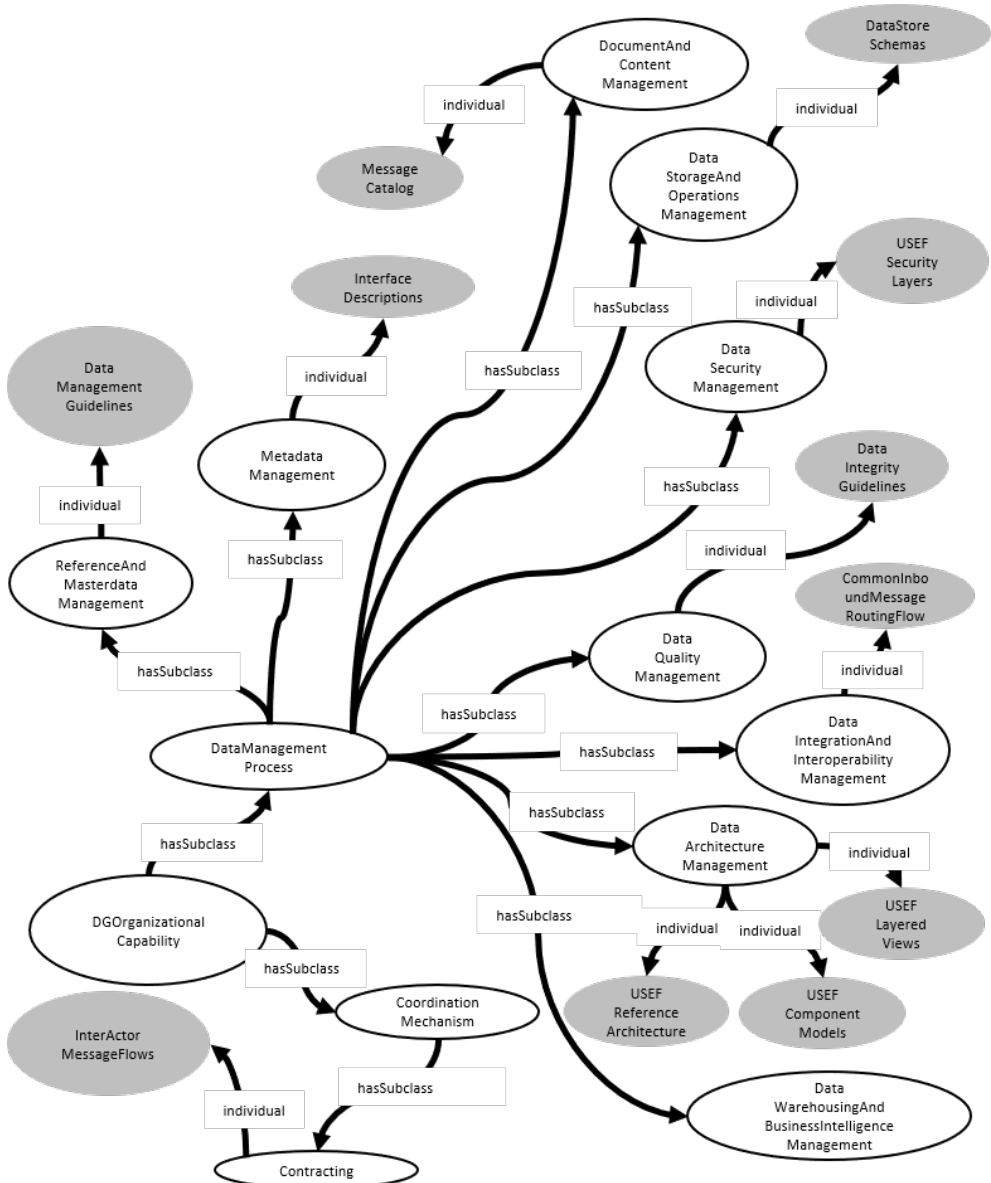 DocumentAnd
Content
Management
DataStore
Schemas
individual
individual
Message
Catalog
Data
StorageAnd
Operations
Management
USEF
Security
Layers
Interface
Descriptions
hasSubclass
individual
Data
Management
Guidelines
individual
hasSubclass
Data
Security
Management
Metadata
Management
Data
Integrity
Guidelines
hasSubclass
individual
individual
hasSubclass
ReferenceAnd
Masterdata
Management
CommonInbo
undMessage
RoutingFlow
hasSubclass
Data
Quality
Management
individual
hasSubclass
DataManagement
Process
hasSubclass
Data
IntegrationAnd
Interoperability
Management
hasSubclass
hasSubclass
Data
Architecture
Management
individual
DGOrganizational
Capability
hasSubclass
individual
individual
USEF
Layered
Views
hasSubclass
Coordination
Mechanism
USEF
Reference
Architecture
USEF
Component
Models
InterActor
MessageFlows
hasSubclass
individual
Data
WarehousingAnd
BusinessIntelligence
Management
Contracting